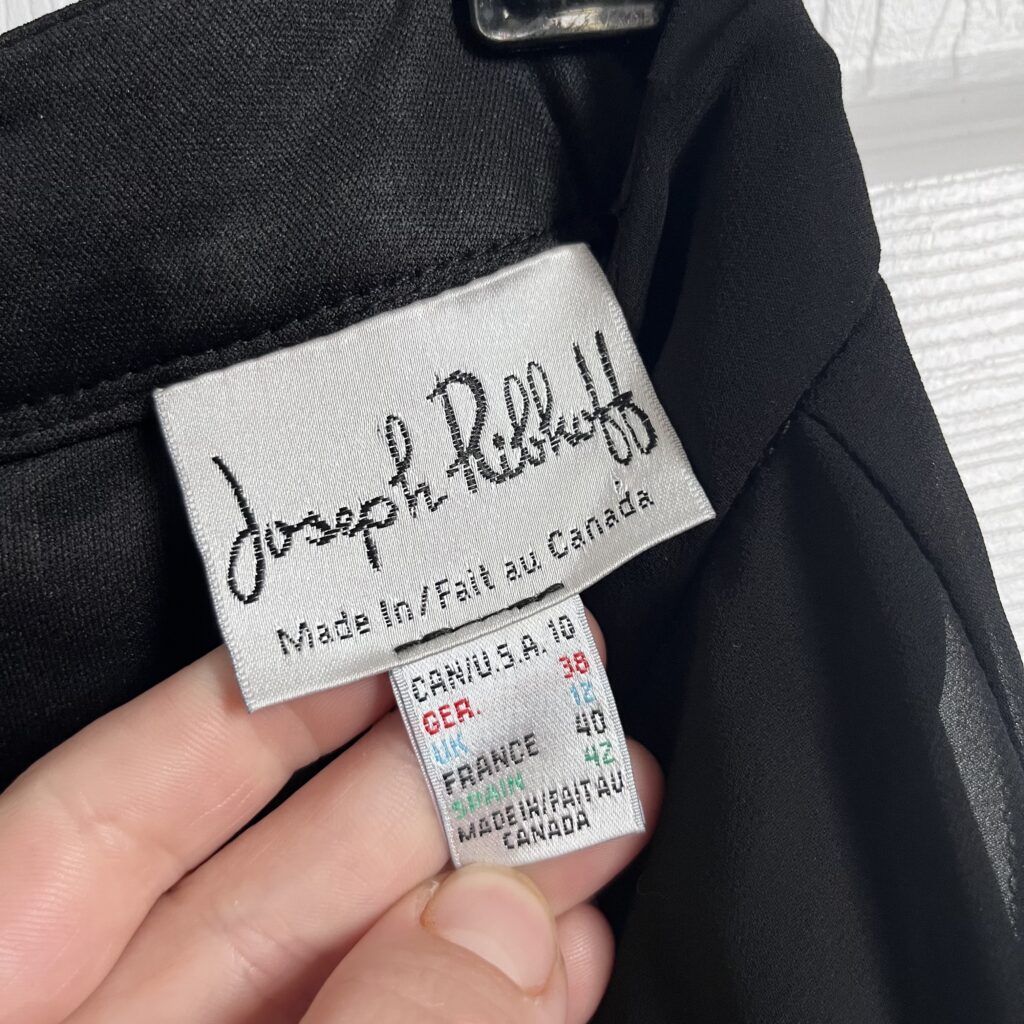 Joseph Ribkoff
Made In/Fait au Canada
CAN/U.S.A. 10
GER. 38
UK 12
FRANCE 40
SPAIN 42
MADE IN/FAIT AU
CANADA